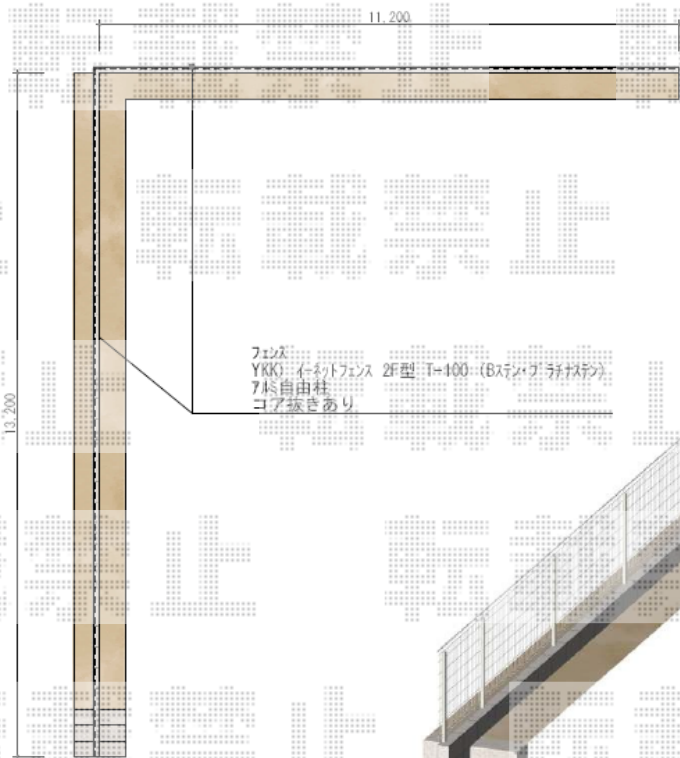 11,200
転載禁止
転載禁止
フェンス
YKK) イーネットフェンス 2F型 T-100 (Bステン・プラチナステン)
アルミ自由柱
コア抜きあり
13,200
転載禁止
転載禁止